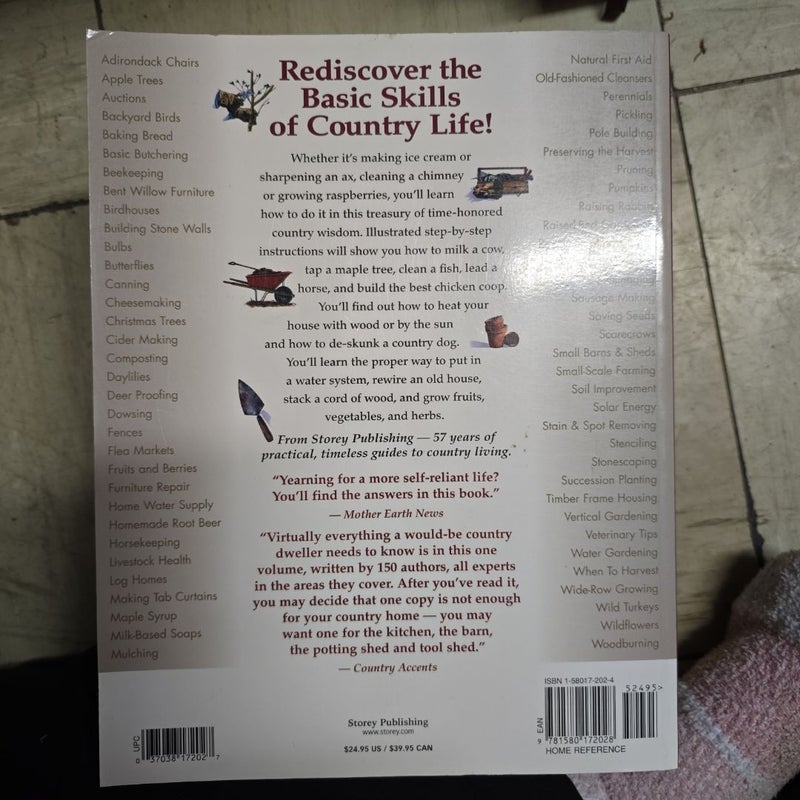 Adirondack Chairs
Apple Trees
Auctions
Backyard Birds
Baking Bread
Basic Butchering
Beekeeping
Bent Willow Furniture
Birdhouses
Building Stone Walls
Bulbs
Butterflies
Canning
Cheesemaking
Christmas Trees
Cider Making
Composting
Daylilies
Deer Proofing
Dowsing
Fences
Flea Markets
Fruits and Berries
Furniture Repair
Home Water Supply
Homemade Root Beer
Horsekeeping
Livestock Health
Log Homes
Making Tab Curtains
Maple Syrup
Milk-Based Soaps
Mulching
Rediscover the
Basic Skills
of Country Life!
Whether it's making ice cream or
sharpening an ax, cleaning a chimney
or growing raspberries, you'll learn
how to do it in this treasury of time-honored
country wisdom. Illustrated step-by-step
instructions will show you how to milk a cow,
tap a maple tree, clean a fish, lead a
horse, and build the best chicken coop.
You'll find out how to heat your
house with wood or by the sun
and how to de-skunk a country dog.
You'll learn the proper way to put in
a water system, rewire an old house,
stack a cord of wood, and grow fruits,
vegetables, and herbs.
From Storey Publishing — 57 years of
practical, timeless guides to country living.
"Yearning for a more self-reliant life?
You'll find the answers in this book."
— Mother Earth News
"Virtually everything a would-be country
dweller needs to know is in this one
volume, written by 150 authors, all experts
in the areas they cover. After you've read it,
you may decide that one copy is not enough
for your country home — you may
want one for the kitchen, the barn,
the potting shed and tool shed."
— Country Accents
Storey Publishing
www.storey.com
$24.95 US / $39.95 CAN
Natural First Aid
Old-Fashioned Cleansers
Perennials
Pickling
Pole Building
Preserving the Harvest
Pruning
Pumpkins
Raising Rabbits
Sausage Making
Saving Seeds
Scarecrows
Small Barns & Sheds
Small-Scale Farming
Soil Improvement
Solar Energy
Stain & Spot Removing
Stenciling
Stonescaping
Succession Planting
Timber Frame Housing
Vertical Gardening
Veterinary Tips
Water Gardening
When To Harvest
Wide-Row Growing
Wild Turkeys
Wildflowers
Woodburning
UPC
0 37038 17202 7
ISBN 1-58017-202-4
52495>
EAN
9 781580 172028
HOME REFERENCE